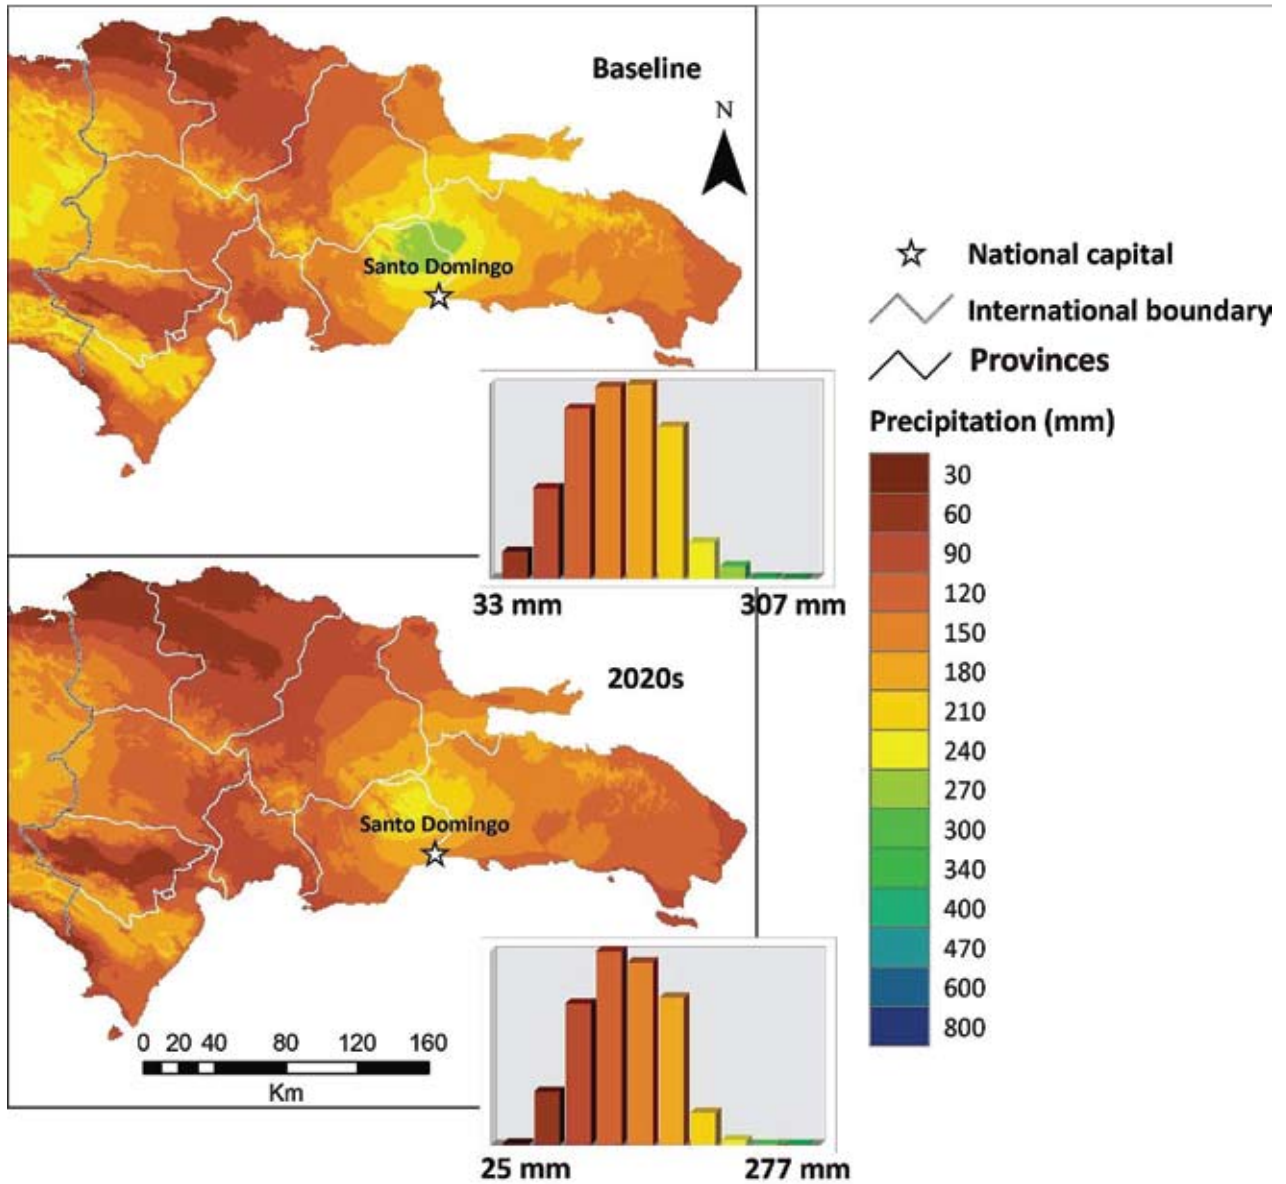 Baseline
N
Santo Domingo
33 mm
307 mm
2020s
Santo Domingo
0 20 40 80 120 160
Km
25 mm
277 mm
National capital
International boundary
Provinces
Precipitation (mm)
30
60
90
120
150
180
210
240
270
300
340
400
470
600
800